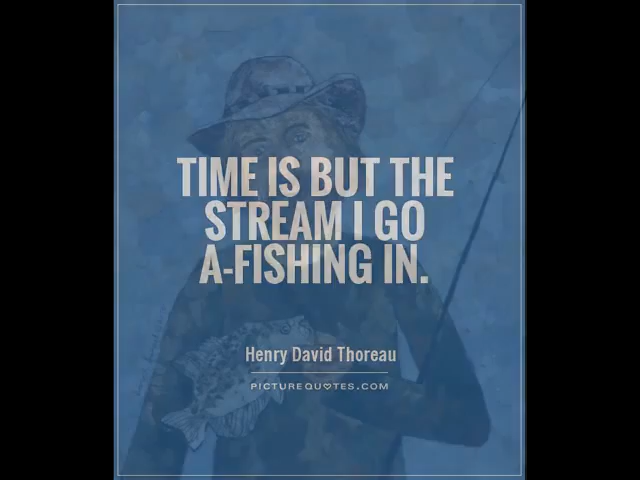 TIME IS BUT THE
STREAM I GO
A-FISHING IN.
Henry David Thoreau
PICTUREQUOTES.COM